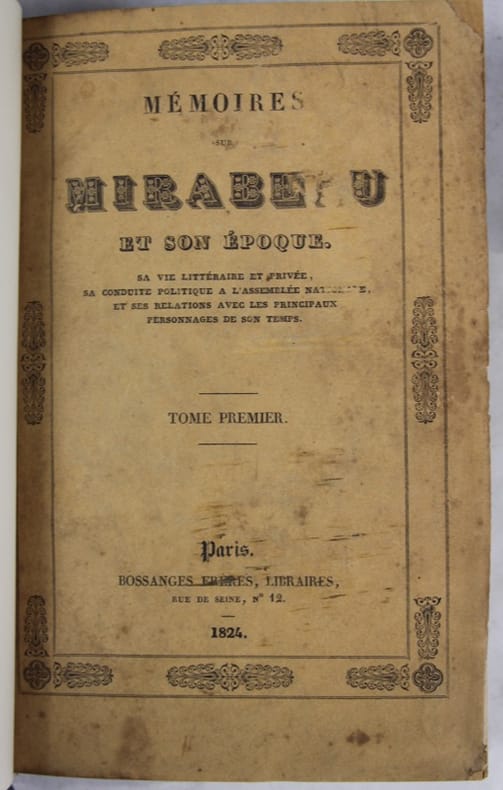 MÉMOIRES
SUR
MIRABEAU
ET SON ÉPOQUE,
SA VIE LITTÉRAIRE ET PRIVÉE,
SA CONDUITE POLITIQUE A L'ASSEMBLÉE NATIONALE,
ET SES RELATIONS AVEC LES PRINCIPAUX
PERSONNAGES DE SON TEMPS.
TOME PREMIER.
Paris.
BOSSANGES FRÈRES, LIBRAIRES,
RUE DE SEINE, N° 12.
1824.